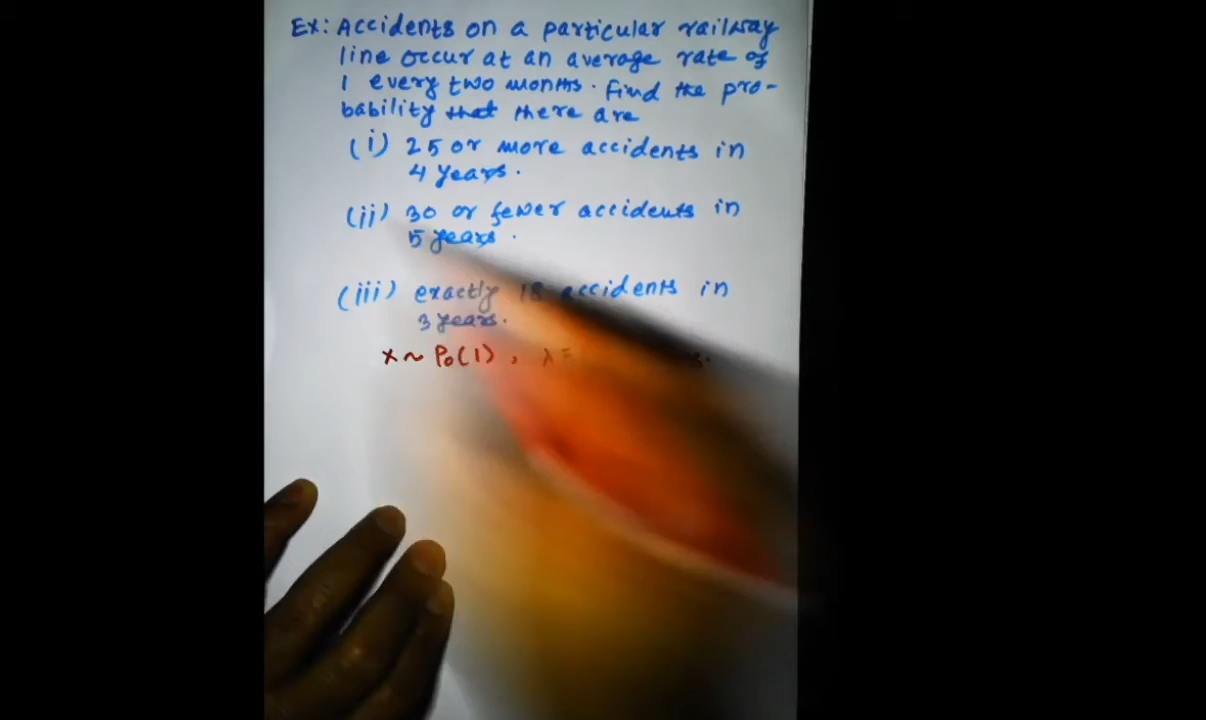 Ex: Accidents on a particular railway
line occur at an average rate of
1 every two months. Find the pro-
bability that there are
(i) 25 or more accidents in
4 years.
(ii) 30 or fewer accidents in
5 years.
(iii) exactly 18 accidents in
3 years.
x ~ Po(1), λ =